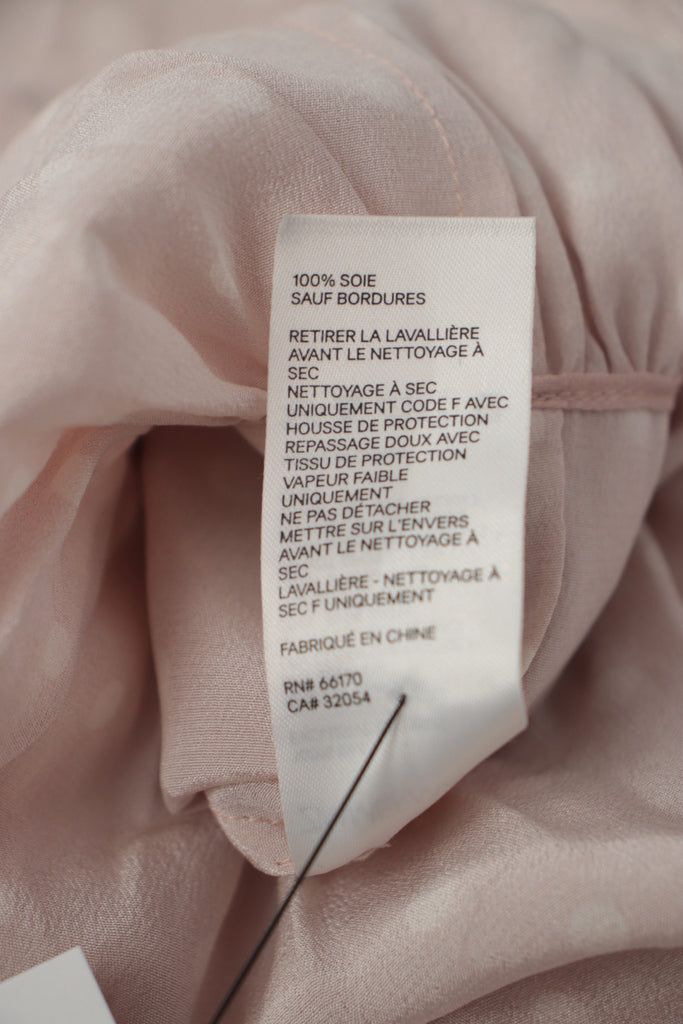 100% SOIE
SAUF BORDURES
RETIRER LA LAVALLIÈRE
AVANT LE NETTOYAGE À
SEC
NETTOYAGE À SEC
UNIQUEMENT CODE F AVEC
HOUSSE DE PROTECTION
REPASSAGE DOUX AVEC
TISSU DE PROTECTION
VAPEUR FAIBLE
UNIQUEMENT
NE PAS DÉTACHER
METTRE SUR L'ENVERS
AVANT LE NETTOYAGE À
SEC
LAVALLIÈRE - NETTOYAGE À
SEC F UNIQUEMENT
FABRIQUÉ EN CHINE
RN# 66170
CA# 32054